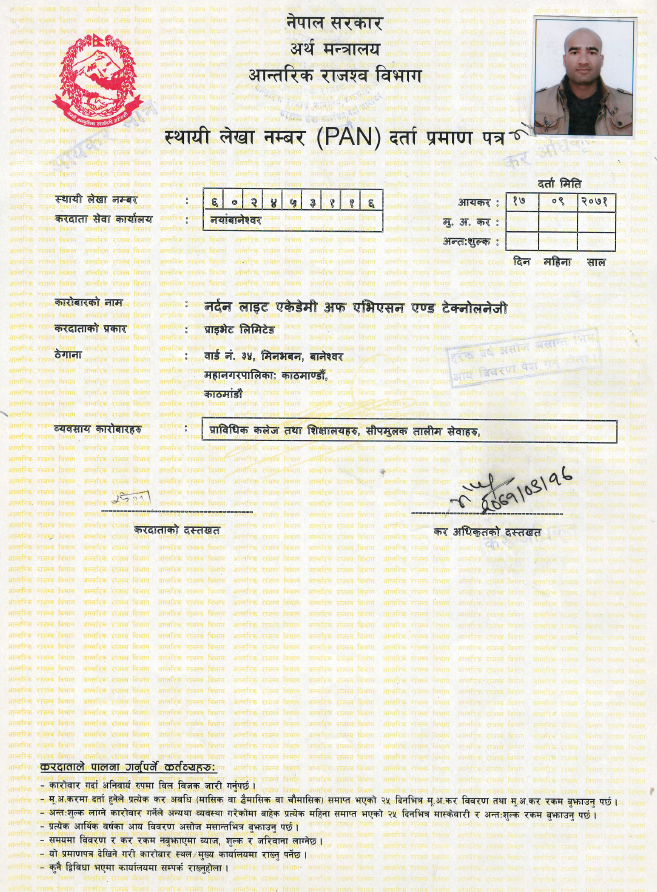 नेपाल सरकार
अर्थ मन्त्रालय
आन्तरिक राजश्व विभाग
स्थायी लेखा नम्बर (PAN) दर्ता प्रमाण पत्र
दर्ता मिति
स्थायी लेखा नम्बर : ६ ० २ ४ ५ ३ १ १ ६
आयकर : १७ ०९ २०७१
करदाता सेवा कार्यालय : नयांबानेश्वर
मु. अ. कर :
अन्तःशुल्क :
दिन महिना साल
कारोबारको नाम : नर्दन लाइट एकेडेमी अफ एभिएसन एण्ड टेक्नोलनेजी
करदाताको प्रकार : प्राइभेट लिमिटेड
ठेगाना : वार्ड नं. ३४, मिनभबन, बानेश्वर
महानगरपालिकाः काठमाण्डौं,
काठमांडौ
व्यवसाय कारोबारहरु : प्राविधिक कलेज तथा शिक्षालयहरु, सीपमुलक तालीम सेवाहरु,
करदाताको दस्तखत
कर अधिकृतको दस्तखत
करदाताले पालना गर्नुपर्ने कर्तव्यहरुः
- कारोवार गर्दा अनिवार्य रुपमा विल विजक जारी गर्नुपर्छ ।
- मू.अ.करमा दर्ता हुनेले प्रत्येक कर अवधि (मासिक वा द्वैमासिक वा चौमासिक) समाप्त भएको २५ दिनभित्र मू.अ.कर विवरण तथा मू.अ.कर रकम बुझाउनु पर्छ ।
- अन्तःशुल्क लाग्ने कारोवार गर्नेले अन्यथा व्यवस्था गरेकोमा बाहेक प्रत्येक महिना समाप्त भएको २५ दिनभित्र मास्केवारी र अन्तःशुल्क रकम बुझाउनु पर्छ ।
- प्रत्येक आर्थिक वर्षका आय विवरण असोज मसान्तभित्र बुझाउनु पर्छ ।
- समयमा विवरण र कर रकम नबुझाएमा व्याज, शुल्क र जरिवाना लाग्नेछ ।
- यो प्रमाणपत्र देखिने गरी कारोबार स्थल/मुख्य कार्यालयमा राख्नु पर्नेछ ।
- कुनै द्विबिधा भएमा कार्यालयमा सम्पर्क राख्नुहोला ।